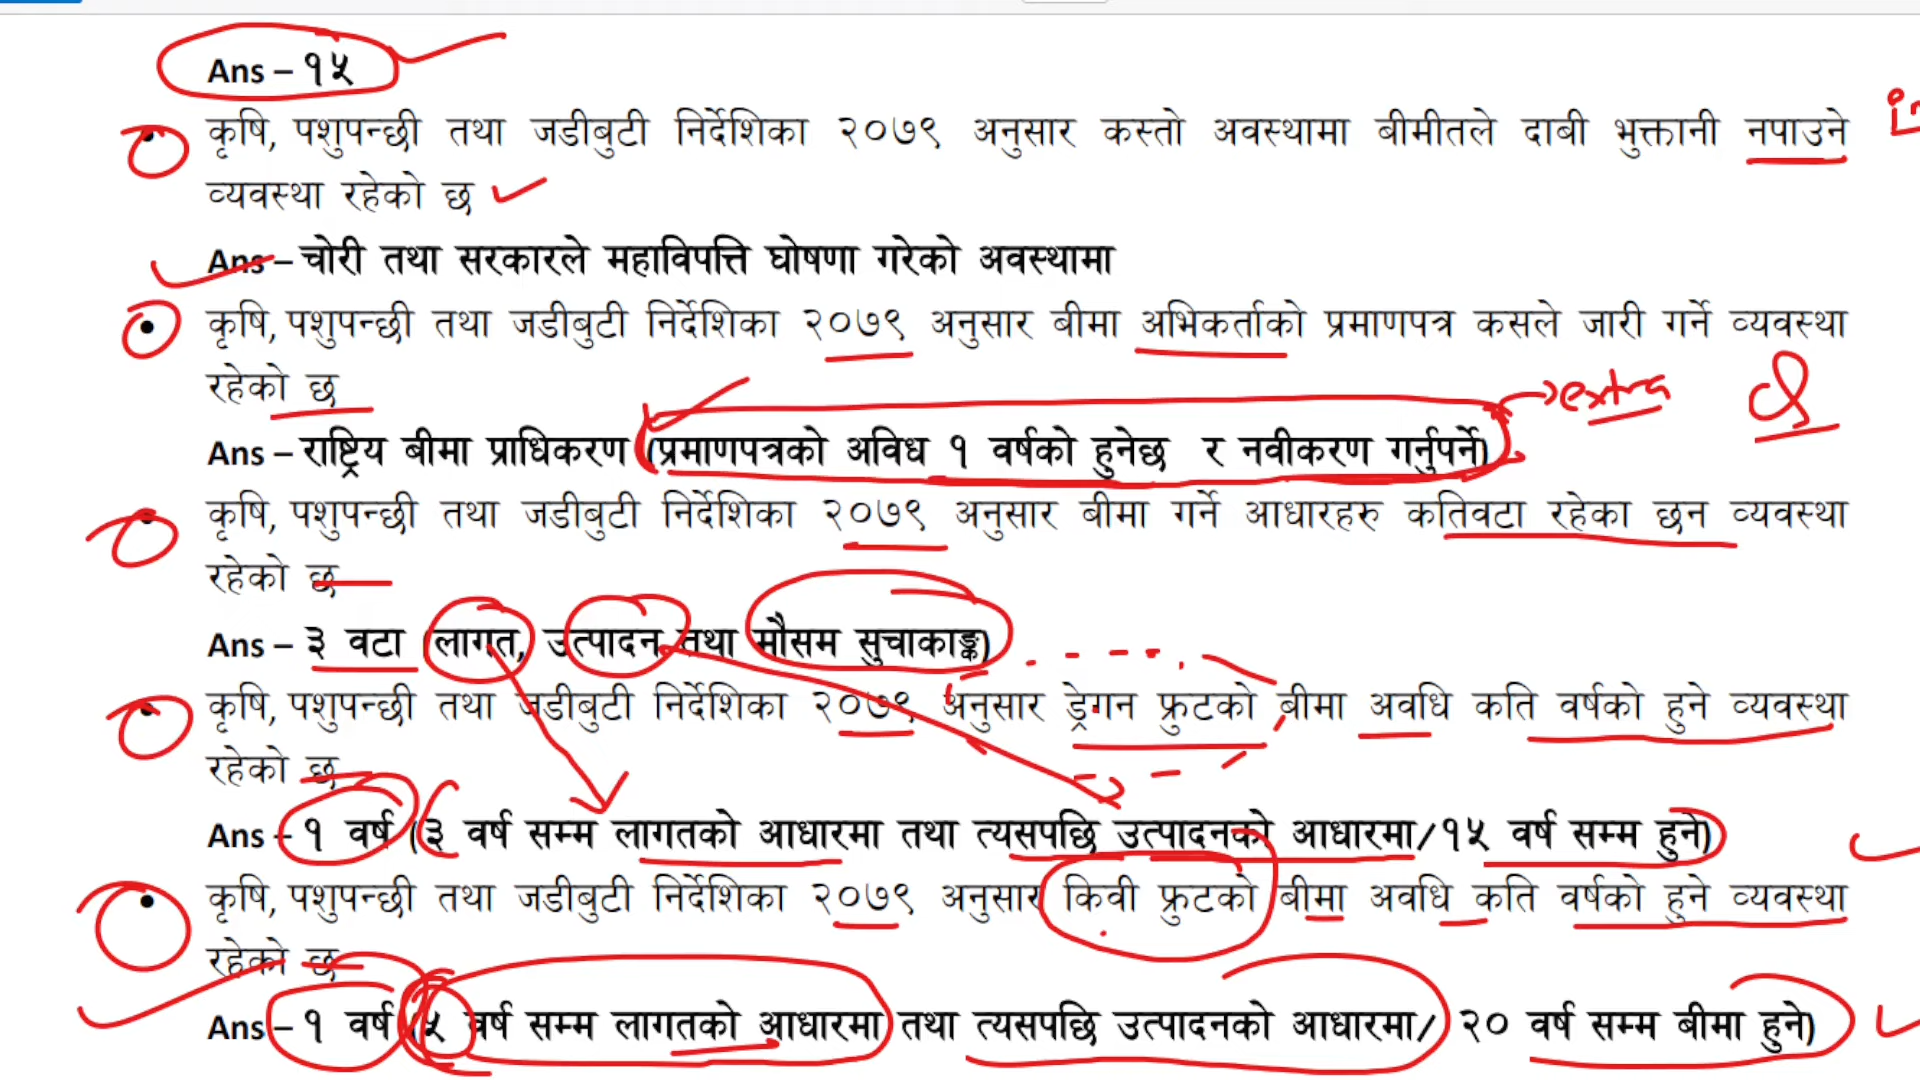 Ans – १५
• कृषि, पशुपन्छी तथा जडीबुटी निर्देशिका २०७९ अनुसार कस्तो अवस्थामा बीमीतले दाबी भुक्तानी नपाउने
व्यवस्था रहेको छ
Ans – चोरी तथा सरकारले महाविपत्ति घोषणा गरेको अवस्थामा
• कृषि, पशुपन्छी तथा जडीबुटी निर्देशिका २०७९ अनुसार बीमा अभिकर्ताको प्रमाणपत्र कसले जारी गर्ने व्यवस्था
रहेको छ
→extra
Ans – राष्ट्रिय बीमा प्राधिकरण (प्रमाणपत्रको अविध १ वर्षको हुनेछ र नवीकरण गर्नुपर्ने)
• कृषि, पशुपन्छी तथा जडीबुटी निर्देशिका २०७९ अनुसार बीमा गर्ने आधारहरु कतिवटा रहेका छन व्यवस्था
रहेको छ
Ans – ३ वटा (लागत, उत्पादन तथा मौसम सुचाकाङ्क)
• कृषि, पशुपन्छी तथा जडीबुटी निर्देशिका २०७९ अनुसार ड्रेगन फ्रुटको बीमा अवधि कति वर्षको हुने व्यवस्था
रहेको छ
Ans – १ वर्ष (३ वर्ष सम्म लागतको आधारमा तथा त्यसपछि उत्पादनको आधारमा/१५ वर्ष सम्म हुने)
• कृषि, पशुपन्छी तथा जडीबुटी निर्देशिका २०७९ अनुसार किवी फ्रुटको बीमा अवधि कति वर्षको हुने व्यवस्था
रहेको छ
Ans – १ वर्ष (५ वर्ष सम्म लागतको आधारमा तथा त्यसपछि उत्पादनको आधारमा/ २० वर्ष सम्म बीमा हुने)